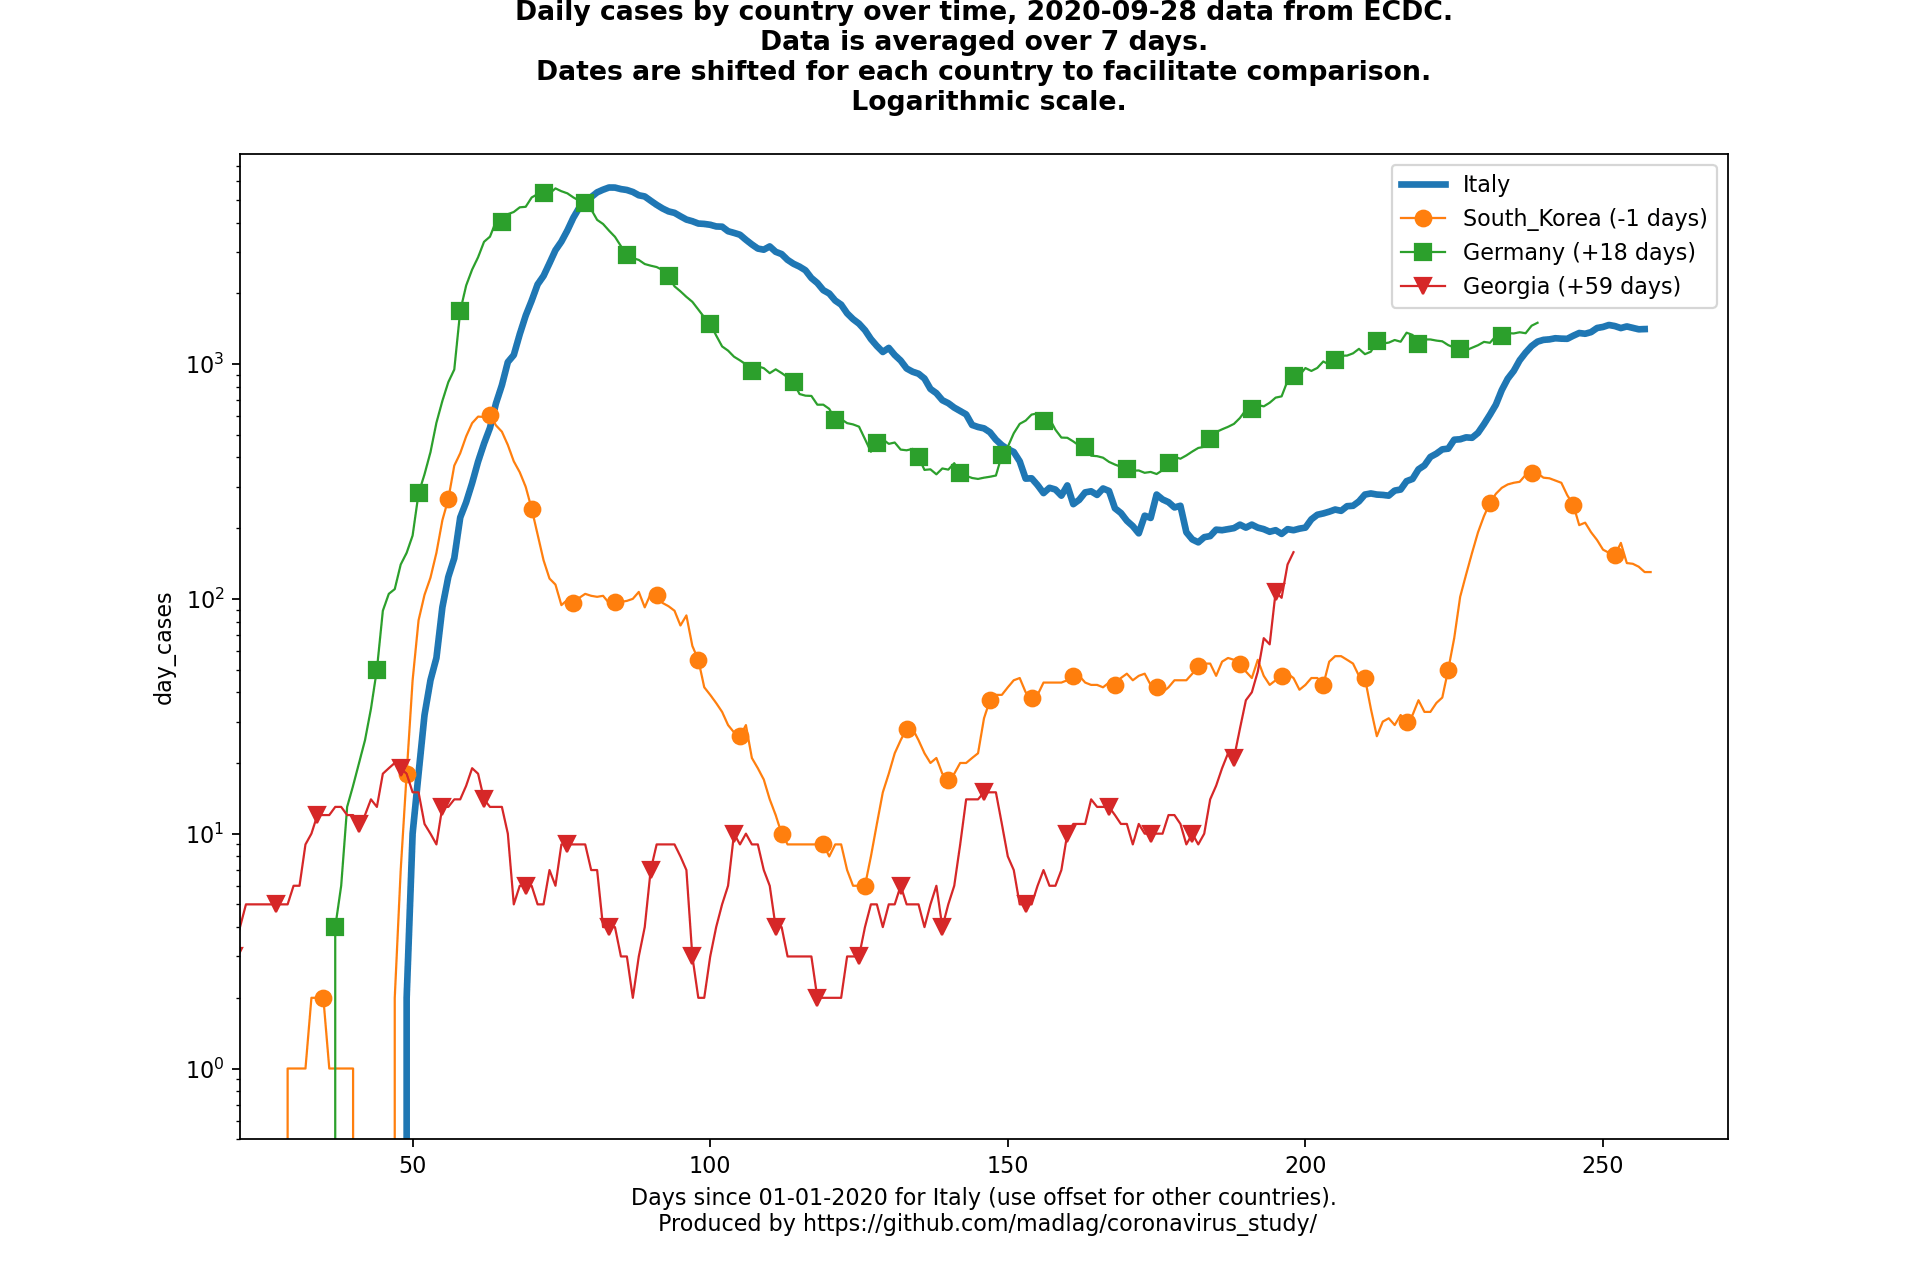 Daily cases by country over time, 2020-09-28 data from ECDC.
Data is averaged over 7 days.
Dates are shifted for each country to facilitate comparison.
Logarithmic scale.
Italy
South_Korea (-1 days)
Germany (+18 days)
Georgia (+59 days)
day_cases
10³
10²
10¹
10⁰
50 100 150 200 250
Days since 01-01-2020 for Italy (use offset for other countries).
Produced by https://github.com/madlag/coronavirus_study/